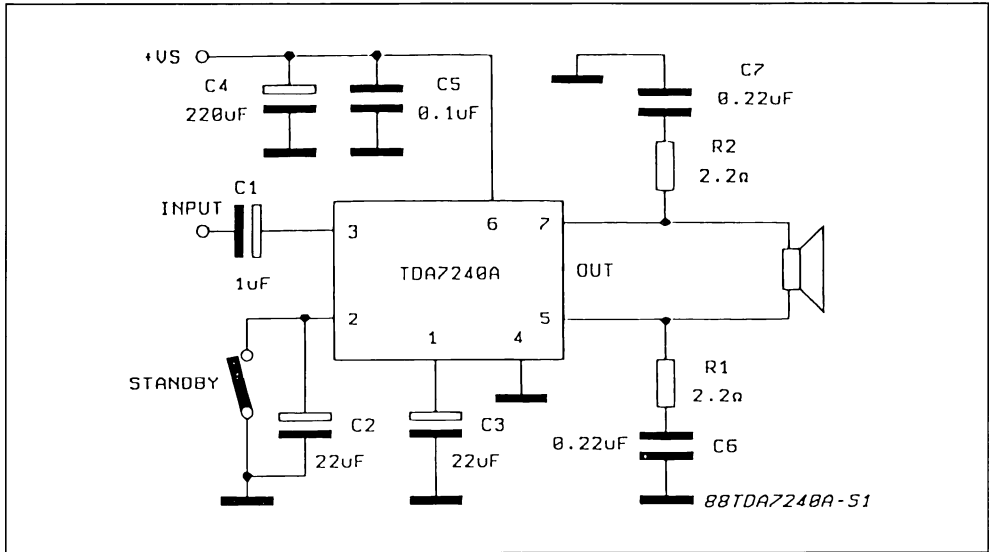 +VS
C4
220uF
C5
0.1uF
C7
0.22uF
R2
2.2Ω
C1
INPUT
1uF
3
6
7
TDA7240A
OUT
2
1
4
5
STANDBY
C2
22uF
C3
22uF
R1
2.2Ω
0.22uF
C6
88TDA7240A-S1